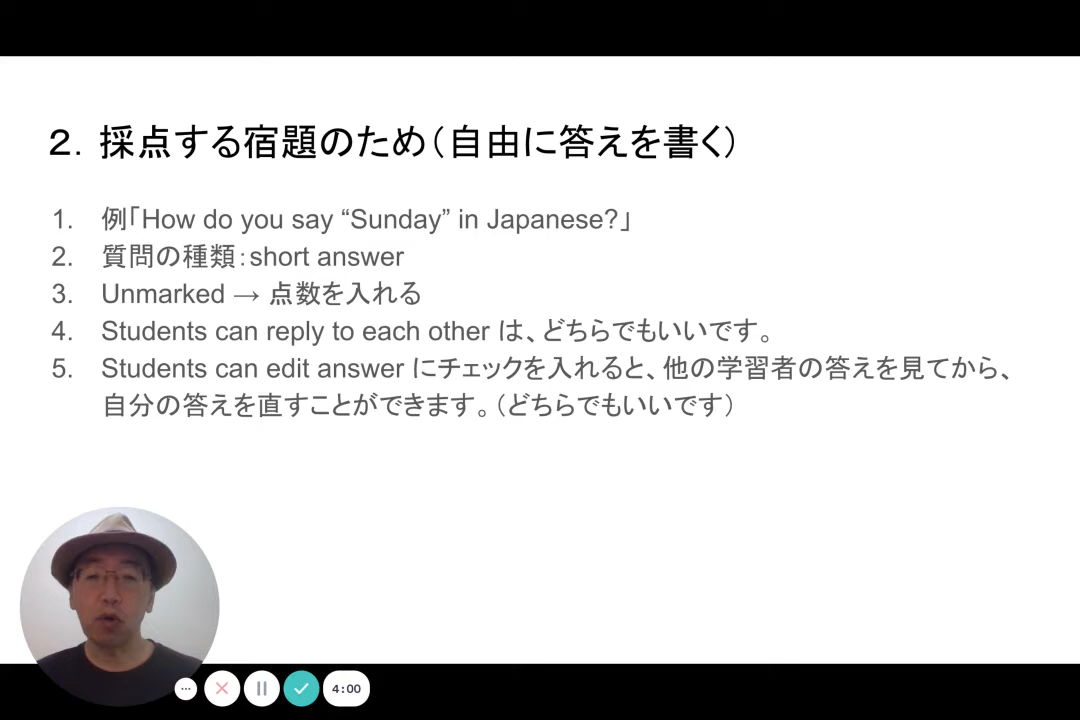 ２．採点する宿題のため（自由に答えを書く）
1. 例「How do you say “Sunday” in Japanese?」
2. 質問の種類：short answer
3. Unmarked → 点数を入れる
4. Students can reply to each other は、どちらでもいいです。
5. Students can edit answer にチェックを入れると、他の学習者の答えを見てから、
自分の答えを直すことができます。（どちらでもいいです）
4:00